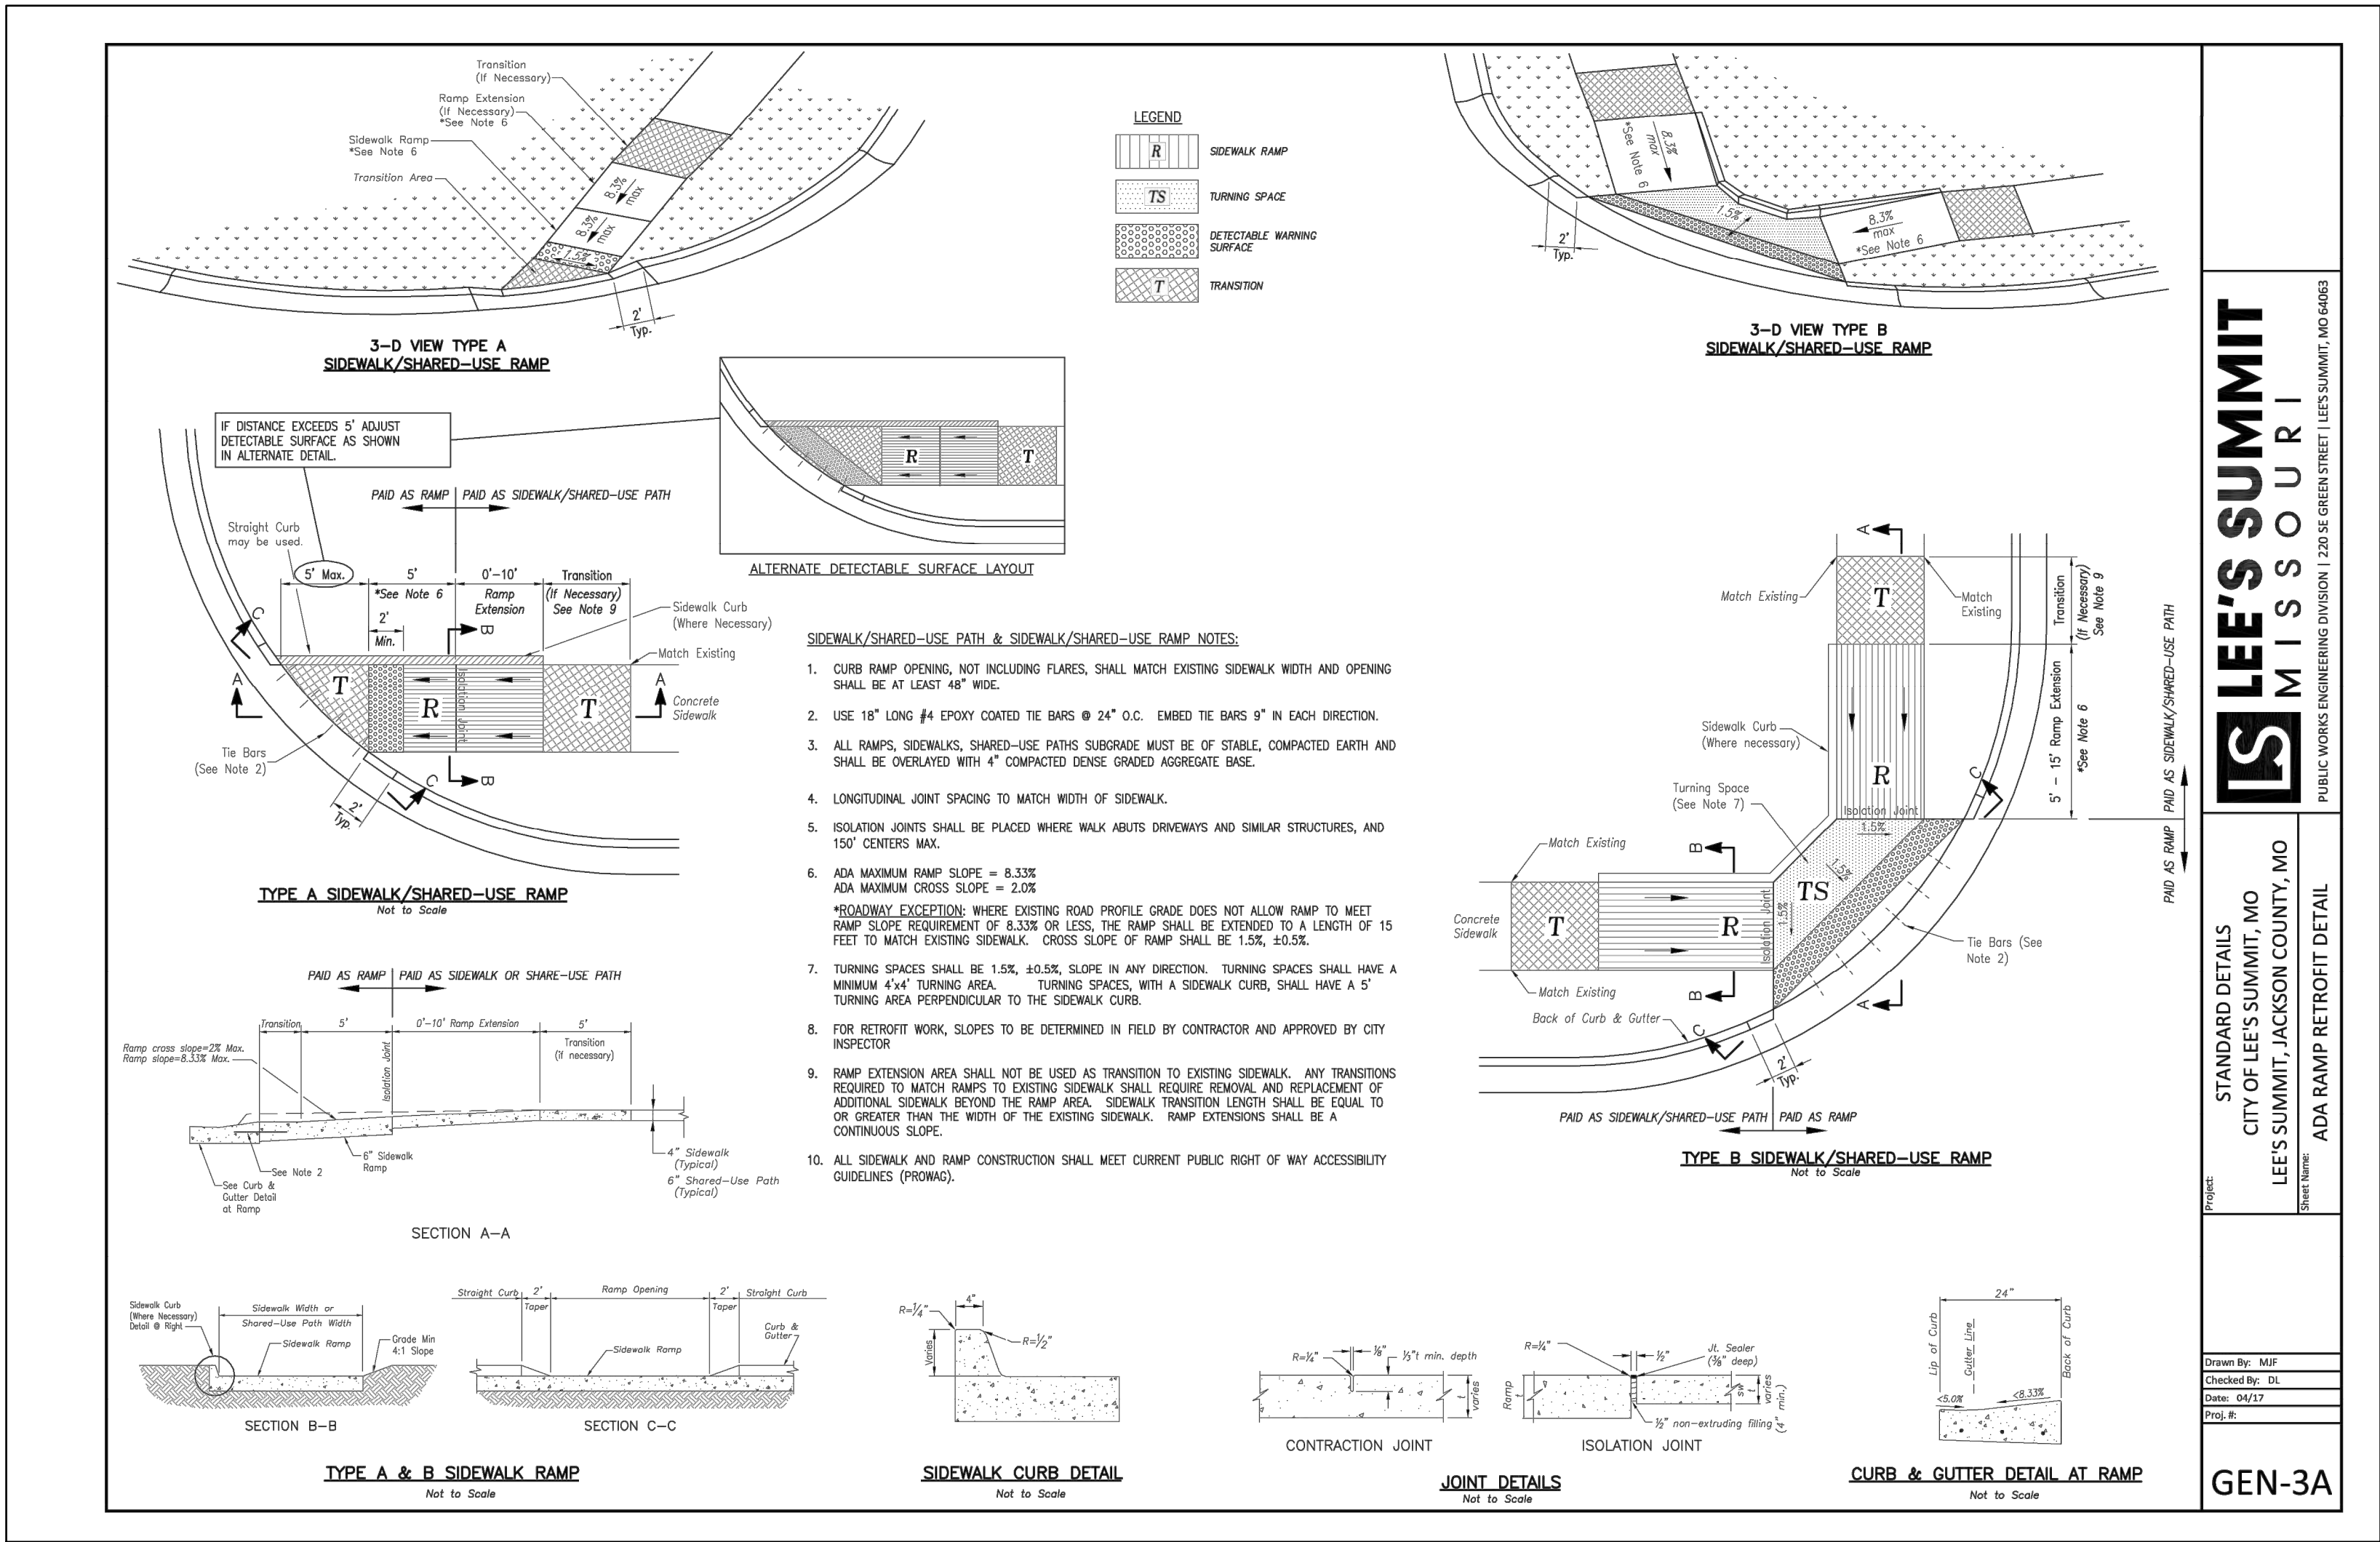 Transition
(If Necessary)
Ramp Extension
(If Necessary)
*See Note 6
Sidewalk Ramp
*See Note 6
Transition Area
8.3%
max
8.3%
max
1.5%
2'
Typ.
3-D VIEW TYPE A
SIDEWALK/SHARED-USE RAMP
LEGEND
R
SIDEWALK RAMP
TS
TURNING SPACE
DETECTABLE WARNING
SURFACE
T
TRANSITION
8.3%
max
*See Note 6
1.5%
8.3%
max
*See Note 6
2'
Typ.
3-D VIEW TYPE B
SIDEWALK/SHARED-USE RAMP
IF DISTANCE EXCEEDS 5' ADJUST
DETECTABLE SURFACE AS SHOWN
IN ALTERNATE DETAIL.
PAID AS RAMP
PAID AS SIDEWALK/SHARED-USE PATH
Straight Curb
may be used.
5' Max.
5'
*See Note 6
2'
Min.
0'-10'
Ramp
Extension
Transition
(If Necessary)
See Note 9
Sidewalk Curb
(Where Necessary)
Match Existing
Concrete
Sidewalk
A
A
B
B
C
C
T
R
T
Isolation Joint
Tie Bars
(See Note 2)
2'
Typ.
TYPE A SIDEWALK/SHARED-USE RAMP
Not to Scale
R
T
ALTERNATE DETECTABLE SURFACE LAYOUT
SIDEWALK/SHARED-USE PATH & SIDEWALK/SHARED-USE RAMP NOTES:
1. CURB RAMP OPENING, NOT INCLUDING FLARES, SHALL MATCH EXISTING SIDEWALK WIDTH AND OPENING
SHALL BE AT LEAST 48" WIDE.
2. USE 18" LONG #4 EPOXY COATED TIE BARS @ 24" O.C. EMBED TIE BARS 9" IN EACH DIRECTION.
3. ALL RAMPS, SIDEWALKS, SHARED-USE PATHS SUBGRADE MUST BE OF STABLE, COMPACTED EARTH AND
SHALL BE OVERLAYED WITH 4" COMPACTED DENSE GRADED AGGREGATE BASE.
4. LONGITUDINAL JOINT SPACING TO MATCH WIDTH OF SIDEWALK.
5. ISOLATION JOINTS SHALL BE PLACED WHERE WALK ABUTS DRIVEWAYS AND SIMILAR STRUCTURES, AND
150' CENTERS MAX.
6. ADA MAXIMUM RAMP SLOPE = 8.33%
ADA MAXIMUM CROSS SLOPE = 2.0%
*ROADWAY EXCEPTION: WHERE EXISTING ROAD PROFILE GRADE DOES NOT ALLOW RAMP TO MEET
RAMP SLOPE REQUIREMENT OF 8.33% OR LESS, THE RAMP SHALL BE EXTENDED TO A LENGTH OF 15
FEET TO MATCH EXISTING SIDEWALK. CROSS SLOPE OF RAMP SHALL BE 1.5%, ±0.5%.
7. TURNING SPACES SHALL BE 1.5%, ±0.5%, SLOPE IN ANY DIRECTION. TURNING SPACES SHALL HAVE A
MINIMUM 4'x4' TURNING AREA. TURNING SPACES, WITH A SIDEWALK CURB, SHALL HAVE A 5'
TURNING AREA PERPENDICULAR TO THE SIDEWALK CURB.
8. FOR RETROFIT WORK, SLOPES TO BE DETERMINED IN FIELD BY CONTRACTOR AND APPROVED BY CITY
INSPECTOR
9. RAMP EXTENSION AREA SHALL NOT BE USED AS TRANSITION TO EXISTING SIDEWALK. ANY TRANSITIONS
REQUIRED TO MATCH RAMPS TO EXISTING SIDEWALK SHALL REQUIRE REMOVAL AND REPLACEMENT OF
ADDITIONAL SIDEWALK BEYOND THE RAMP AREA. SIDEWALK TRANSITION LENGTH SHALL BE EQUAL TO
OR GREATER THAN THE WIDTH OF THE EXISTING SIDEWALK. RAMP EXTENSIONS SHALL BE A
CONTINUOUS SLOPE.
10. ALL SIDEWALK AND RAMP CONSTRUCTION SHALL MEET CURRENT PUBLIC RIGHT OF WAY ACCESSIBILITY
GUIDELINES (PROWAG).
A
Match Existing
T
Match
Existing
Transition
(If Necessary)
See Note 9
5' - 15' Ramp Extension
*See Note 6
PAID AS RAMP
PAID AS SIDEWALK/SHARED-USE PATH
Sidewalk Curb
(Where necessary)
R
Isolation Joint
1.5%
C
Turning Space
(See Note 7)
Match Existing
B
1.5%
TS
1.5%
Isolation Joint
Concrete
Sidewalk
T
R
Tie Bars (See
Note 2)
Match Existing
B
A
Back of Curb & Gutter
C
2'
Typ.
PAID AS SIDEWALK/SHARED-USE PATH
PAID AS RAMP
TYPE B SIDEWALK/SHARED-USE RAMP
Not to Scale
PAID AS RAMP
PAID AS SIDEWALK OR SHARE-USE PATH
Transition
5'
0'-10' Ramp Extension
5'
Transition
(if necessary)
Ramp cross slope=2% Max.
Ramp slope=8.33% Max.
Isolation Joint
See Note 2
6" Sidewalk
Ramp
See Curb &
Gutter Detail
at Ramp
4" Sidewalk
(Typical)
6" Shared-Use Path
(Typical)
SECTION A-A
Sidewalk Curb
(Where Necessary)
Detail @ Right
Sidewalk Width or
Shared-Use Path Width
Sidewalk Ramp
Grade Min
4:1 Slope
SECTION B-B
Straight Curb
2'
Taper
Ramp Opening
2'
Taper
Straight Curb
Curb &
Gutter
Sidewalk Ramp
SECTION C-C
TYPE A & B SIDEWALK RAMP
Not to Scale
R=1/4"
4"
R=1/2"
Varies
SIDEWALK CURB DETAIL
Not to Scale
R=1/4"
1/8"
1/3"t min. depth
t
varies
CONTRACTION JOINT
R=1/4"
1/2"
Jt. Sealer
(3/8" deep)
Ramp
t
sw
t
varies
(4" min.)
1/2" non-extruding filling
ISOLATION JOINT
JOINT DETAILS
Not to Scale
24"
Lip of Curb
Gutter Line
Back of Curb
<5.0%
<8.33%
CURB & GUTTER DETAIL AT RAMP
Not to Scale
LS
LEE'S SUMMIT
MISSOURI
PUBLIC WORKS ENGINEERING DIVISION | 220 SE GREEN STREET | LEE'S SUMMIT, MO 64063
Project:
STANDARD DETAILS
CITY OF LEE'S SUMMIT, MO
LEE'S SUMMIT, JACKSON COUNTY, MO
Sheet Name:
ADA RAMP RETROFIT DETAIL
Drawn By: MJF
Checked By: DL
Date: 04/17
Proj. #:
GEN-3A